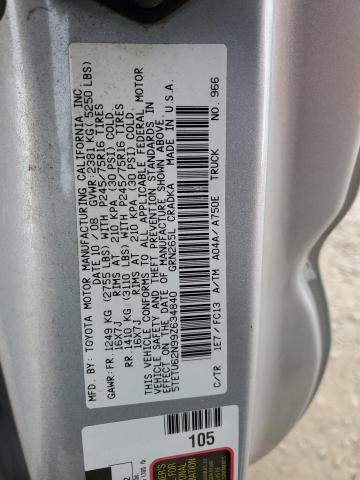 MFD. BY: TOYOTA MOTOR MANUFACTURING CALIFORNIA INC
DATE 10 / 08 GVWR:2381 KG( 5250 LBS)
GAWR:FR.1249 KG (2755 LBS) WITH P245/75R16 TIRES
16X7J RIMS AT 210 KPA (30 PSI) COLD.
RR.1410 KG (3110 LBS) WITH P245/75R16 TIRES
16X7J RIMS AT 210 KPA (30 PSI) COLD.
THIS VEHICLE CONFORMS TO ALL APPLICABLE FEDERAL MOTOR
VEHICLE SAFETY AND THEFT PREVENTION STANDARDS IN
EFFECT ON THE DATE OF MANUFACTURE SHOWN ABOVE.
5TETU62N99Z634840 GRN265L CRADKA MADE IN U.S.A.
C/TR 1E7/ FC13 A/TM A04A/ A750E TRUCK NO. 966
105